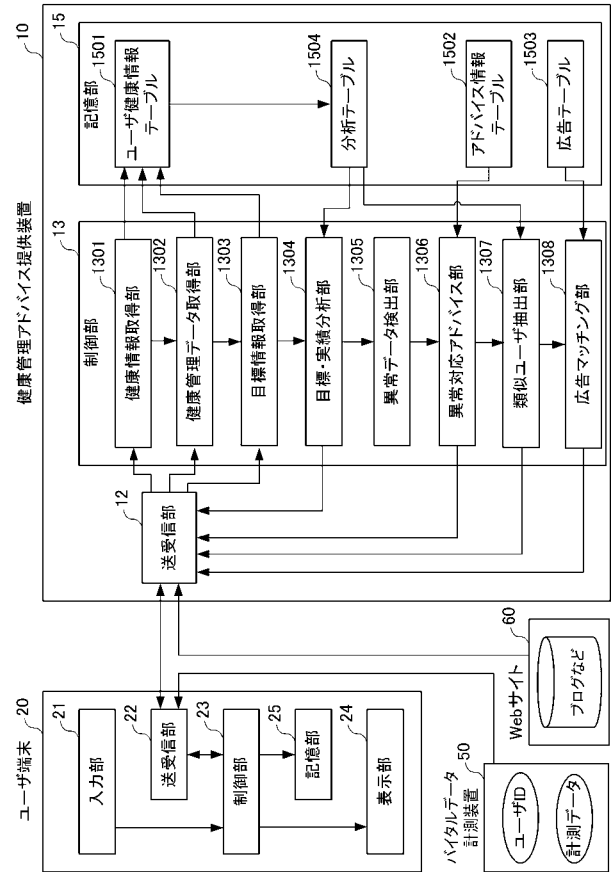 健康管理アドバイス提供装置
10
記憶部
15
ユーザ健康情報
テーブル
1501
分析テーブル
1504
アドバイス情報
テーブル
1502
広告テーブル
1503
制御部
13
健康情報取得部
1301
健康管理データ取得部
1302
目標情報取得部
1303
目標・実績分析部
1304
異常データ検出部
1305
異常対応アドバイス部
1306
類似ユーザ抽出部
1307
広告マッチング部
1308
送受信部
12
ユーザ端末
20
入力部
21
送受信部
22
制御部
23
記憶部
25
表示部
24
バイタルデータ
計測装置
50
ユーザID
計測データ
Webサイト
60
ブログなど